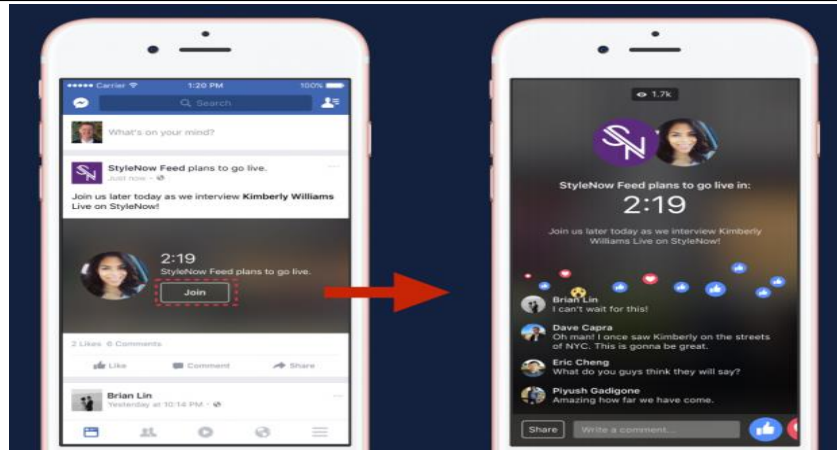 Carrier
1:20 PM
100%
Search
What's on your mind?
SN
StyleNow Feed plans to go live.
Just now
Join us later today as we interview Kimberly Williams
Live on StyleNow!
2:19
StyleNow Feed plans to go live.
Join
2 Likes 6 Comments
Like
Comment
Share
Brian Lin
Yesterday at 10:14 PM
1.7k
SN
StyleNow Feed plans to go live in:
2:19
Join us later today as we interview Kimberly
Williams Live on StyleNow!
Brian Lin
I can't wait for this!
Dave Capra
Oh man! I once saw Kimberly on the streets
of NYC. This is gonna be great.
Eric Cheng
What do you guys think they will say?
Piyush Gadigone
Amazing how far we have come.
Share
Write a comment...